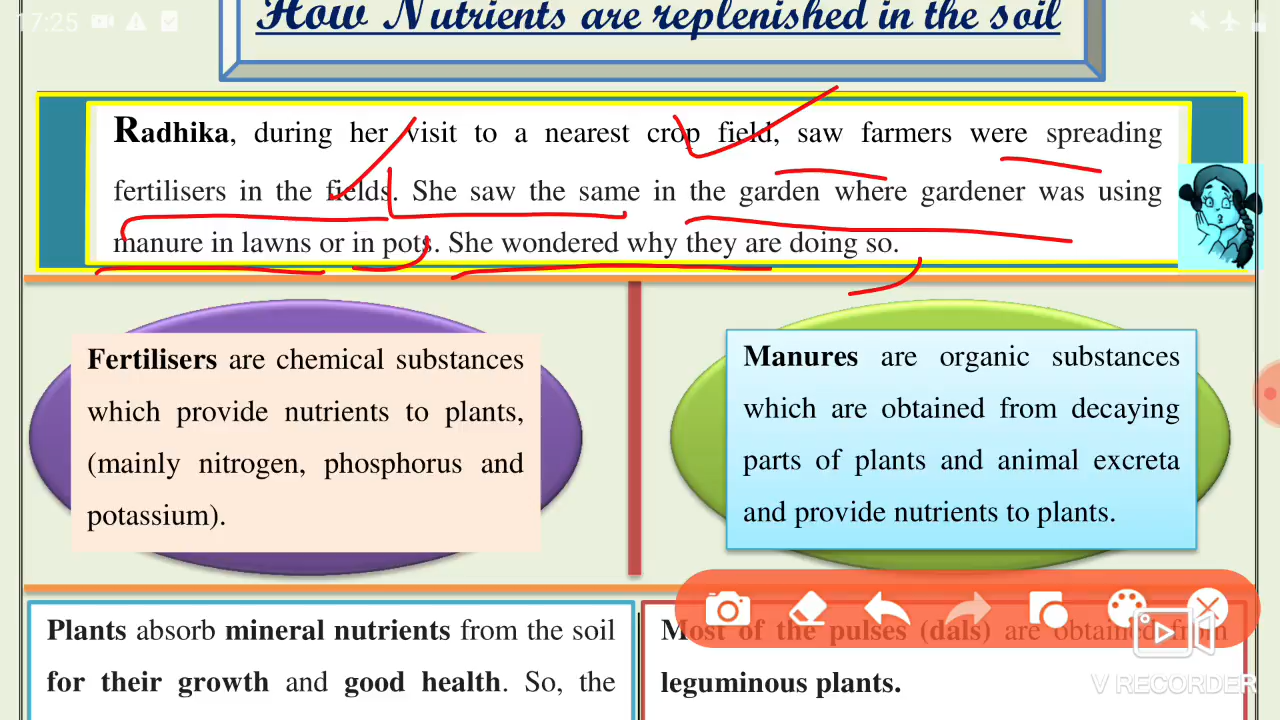 17:25
How Nutrients are replenished in the soil
Radhika, during her visit to a nearest crop field, saw farmers were spreading
fertilisers in the fields. She saw the same in the garden where gardener was using
manure in lawns or in pots. She wondered why they are doing so.
Fertilisers are chemical substances
which provide nutrients to plants,
(mainly nitrogen, phosphorus and
potassium).
Manures are organic substances
which are obtained from decaying
parts of plants and animal excreta
and provide nutrients to plants.
Plants absorb mineral nutrients from the soil
for their growth and good health. So, the
Most of the pulses (dals) are obtained from
leguminous plants.
V RECORDER